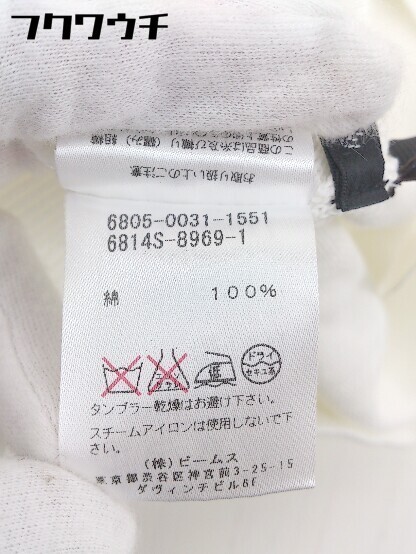 フクワウチ
お取り扱い上のご注意
6805-0031-1551
6814S-8969-1
綿 100%
ドライ
セキユ系
タンブラー乾燥はお避け下さい。
スチームアイロンは使用しないで下
さい。
(株)ビームス
東京都渋谷区神宮前3-25-15
ダヴィンチビル6F